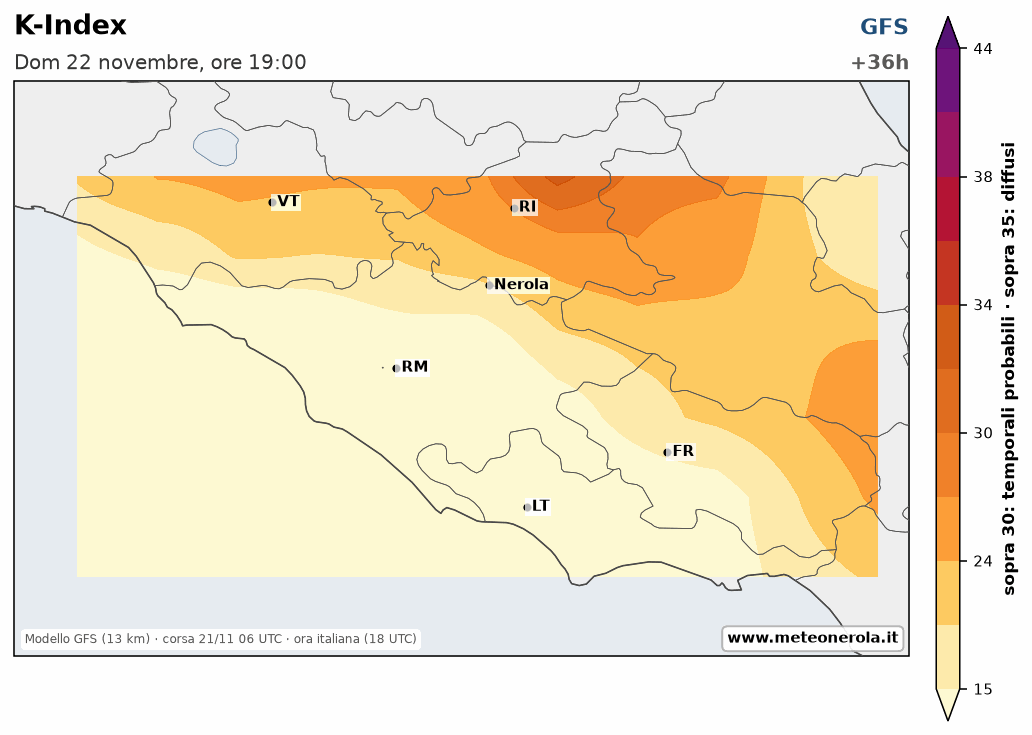 K-Index
GFS
Dom 22 novembre, ore 19:00
+36h
VT
RI
Nerola
RM
FR
LT
Modello GFS (13 km) · corsa 21/11 06 UTC · ora italiana (18 UTC)
www.meteonerola.it
44
38
34
30
24
15
sopra 30: temporali probabili · sopra 35: diffusi